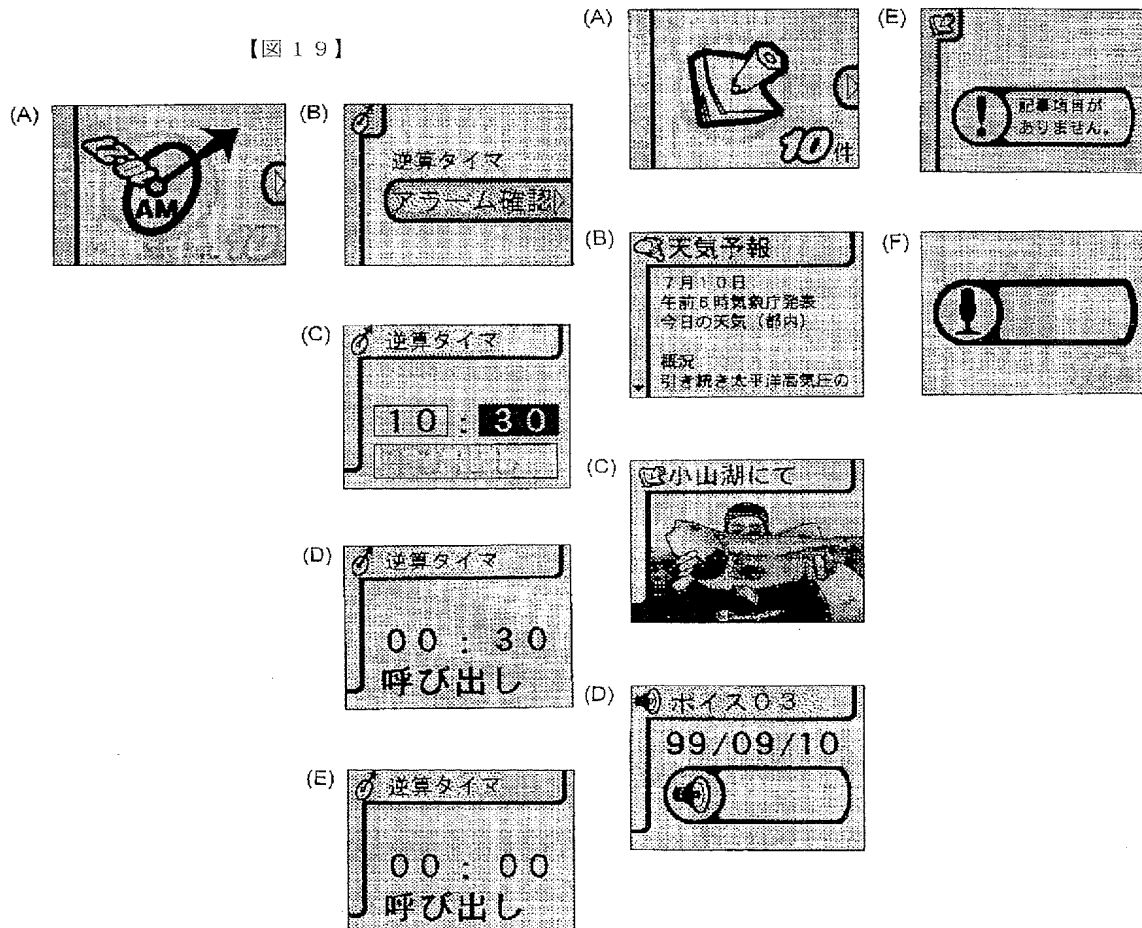 【図１９】
(A)
AM
(B)
逆算タイマ
アラーム確認
(C)
逆算タイマ
10 : 30
(D)
逆算タイマ
00 : 30
呼び出し
(E)
逆算タイマ
00 : 00
呼び出し
(A)
10件
(B)
天気予報
7月10日
午前6時気象庁発表
今日の天気（都内）
概況
引き続き太平洋高気圧の
(C)
小山湖にて
(D)
ボイス03
99/09/10
(E)
記事項目が
ありません。
(F)